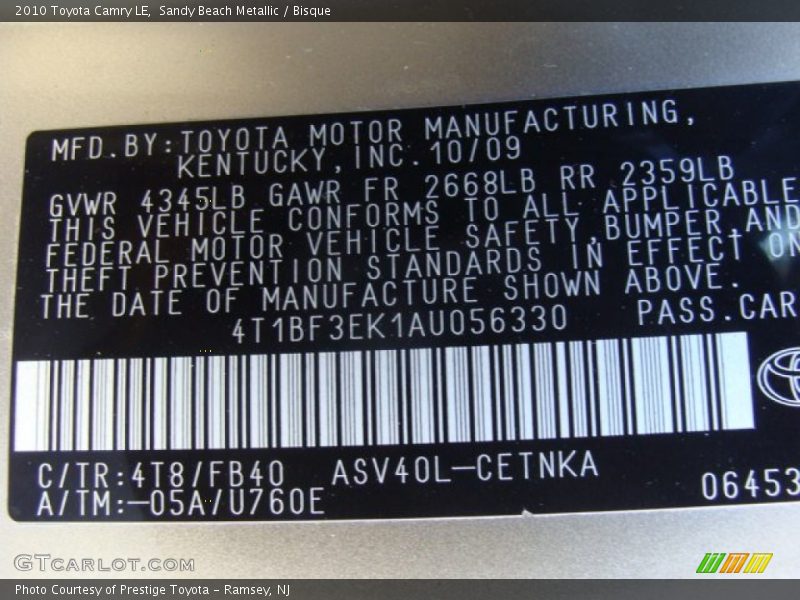 2010 Toyota Camry LE, Sandy Beach Metallic / Bisque
MFD.BY:TOYOTA MOTOR MANUFACTURING,
KENTUCKY,INC.10/09
GVWR 4345LB GAWR FR 2668LB RR 2359LB
THIS VEHICLE CONFORMS TO ALL APPLICABLE
FEDERAL MOTOR VEHICLE SAFETY,BUMPER,AND
THEFT PREVENTION STANDARDS IN EFFECT ON
THE DATE OF MANUFACTURE SHOWN ABOVE.
4T1BF3EK1AU056330 PASS.CAR
C/TR:4T8/FB40 ASV40L-CETNKA
A/TM:-05A/U760E 06453
GTCARLOT.COM
Photo Courtesy of Prestige Toyota - Ramsey, NJ